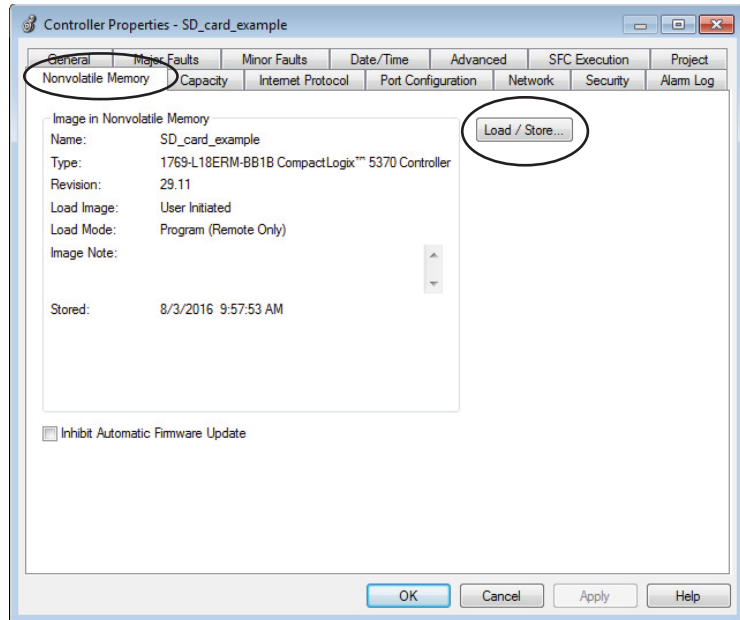 Controller Properties - SD_card_example
General Major Faults Minor Faults Date/Time Advanced SFC Execution Project
Nonvolatile Memory Capacity Internet Protocol Port Configuration Network Security Alarm Log
Image in Nonvolatile Memory
Load / Store...
Name: SD_card_example
Type: 1769-L18ERM-BB1B CompactLogix™ 5370 Controller
Revision: 29.11
Load Image: User Initiated
Load Mode: Program (Remote Only)
Image Note:
Stored: 8/3/2016 9:57:53 AM
Inhibit Automatic Firmware Update
OK Cancel Apply Help